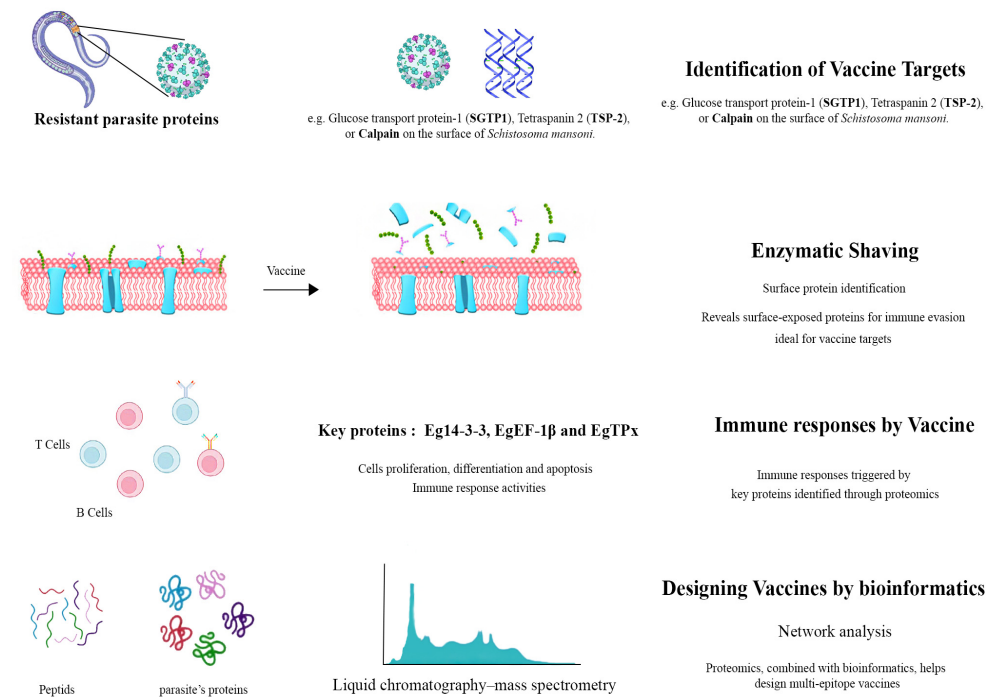 Resistant parasite proteins
e.g. Glucose transport protein-1 (SGTP1), Tetraspanin 2 (TSP-2),
or Calpain on the surface of Schistosoma mansoni.
Identification of Vaccine Targets
e.g. Glucose transport protein-1 (SGTP1), Tetraspanin 2 (TSP-2),
or Calpain on the surface of Schistosoma mansoni.
Vaccine
Enzymatic Shaving
Surface protein identification
Reveals surface-exposed proteins for immune evasion
ideal for vaccine targets
T Cells
B Cells
Key proteins : Eg14-3-3, EgEF-1β and EgTPx
Cells proliferation, differentiation and apoptosis
Immune response activities
Immune responses by Vaccine
Immune responses triggered by
key proteins identified through proteomics
Peptids
parasite's proteins
Liquid chromatography–mass spectrometry
Designing Vaccines by bioinformatics
Network analysis
Proteomics, combined with bioinformatics, helps
design multi-epitope vaccines